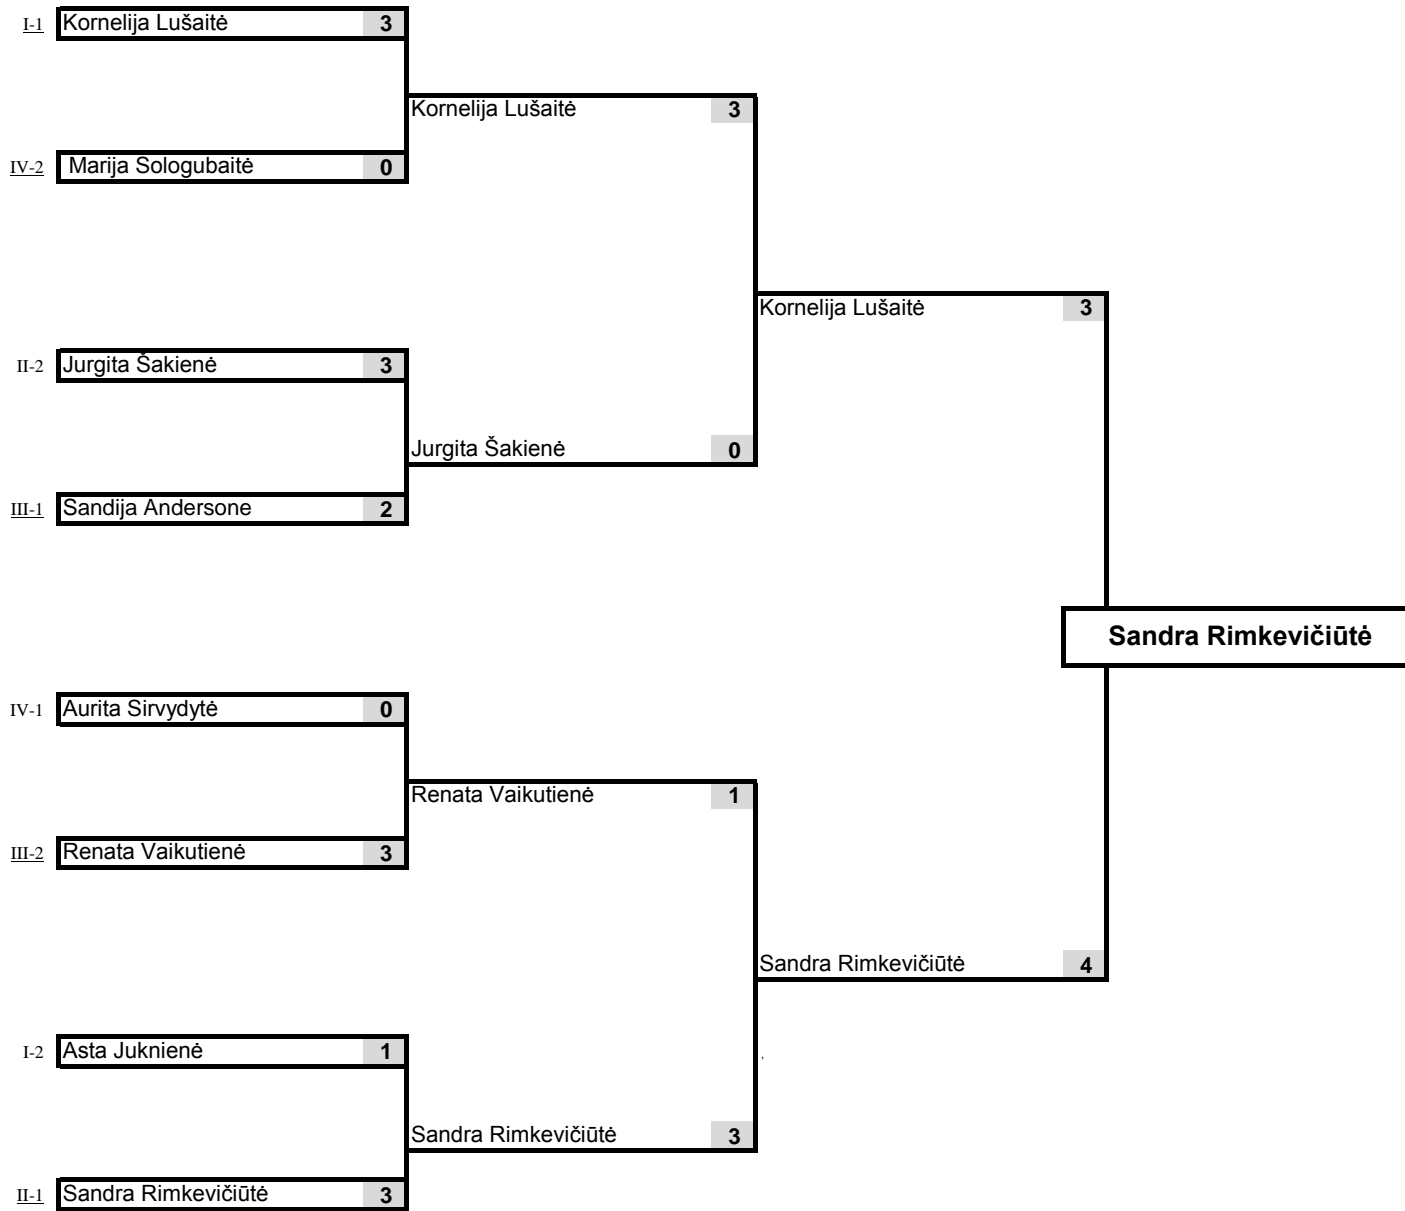 I-1 Kornelija Lušaitė 3
Kornelija Lušaitė 3
IV-2 Marija Sologubaitė 0
Kornelija Lušaitė 3
II-2 Jurgita Šakienė 3
Jurgita Šakienė 0
III-1 Sandija Andersone 2
Sandra Rimkevičiūtė
IV-1 Aurita Sirvydytė 0
Renata Vaikutienė 1
III-2 Renata Vaikutienė 3
Sandra Rimkevičiūtė 4
I-2 Asta Juknienė 1
,
Sandra Rimkevičiūtė 3
II-1 Sandra Rimkevičiūtė 3